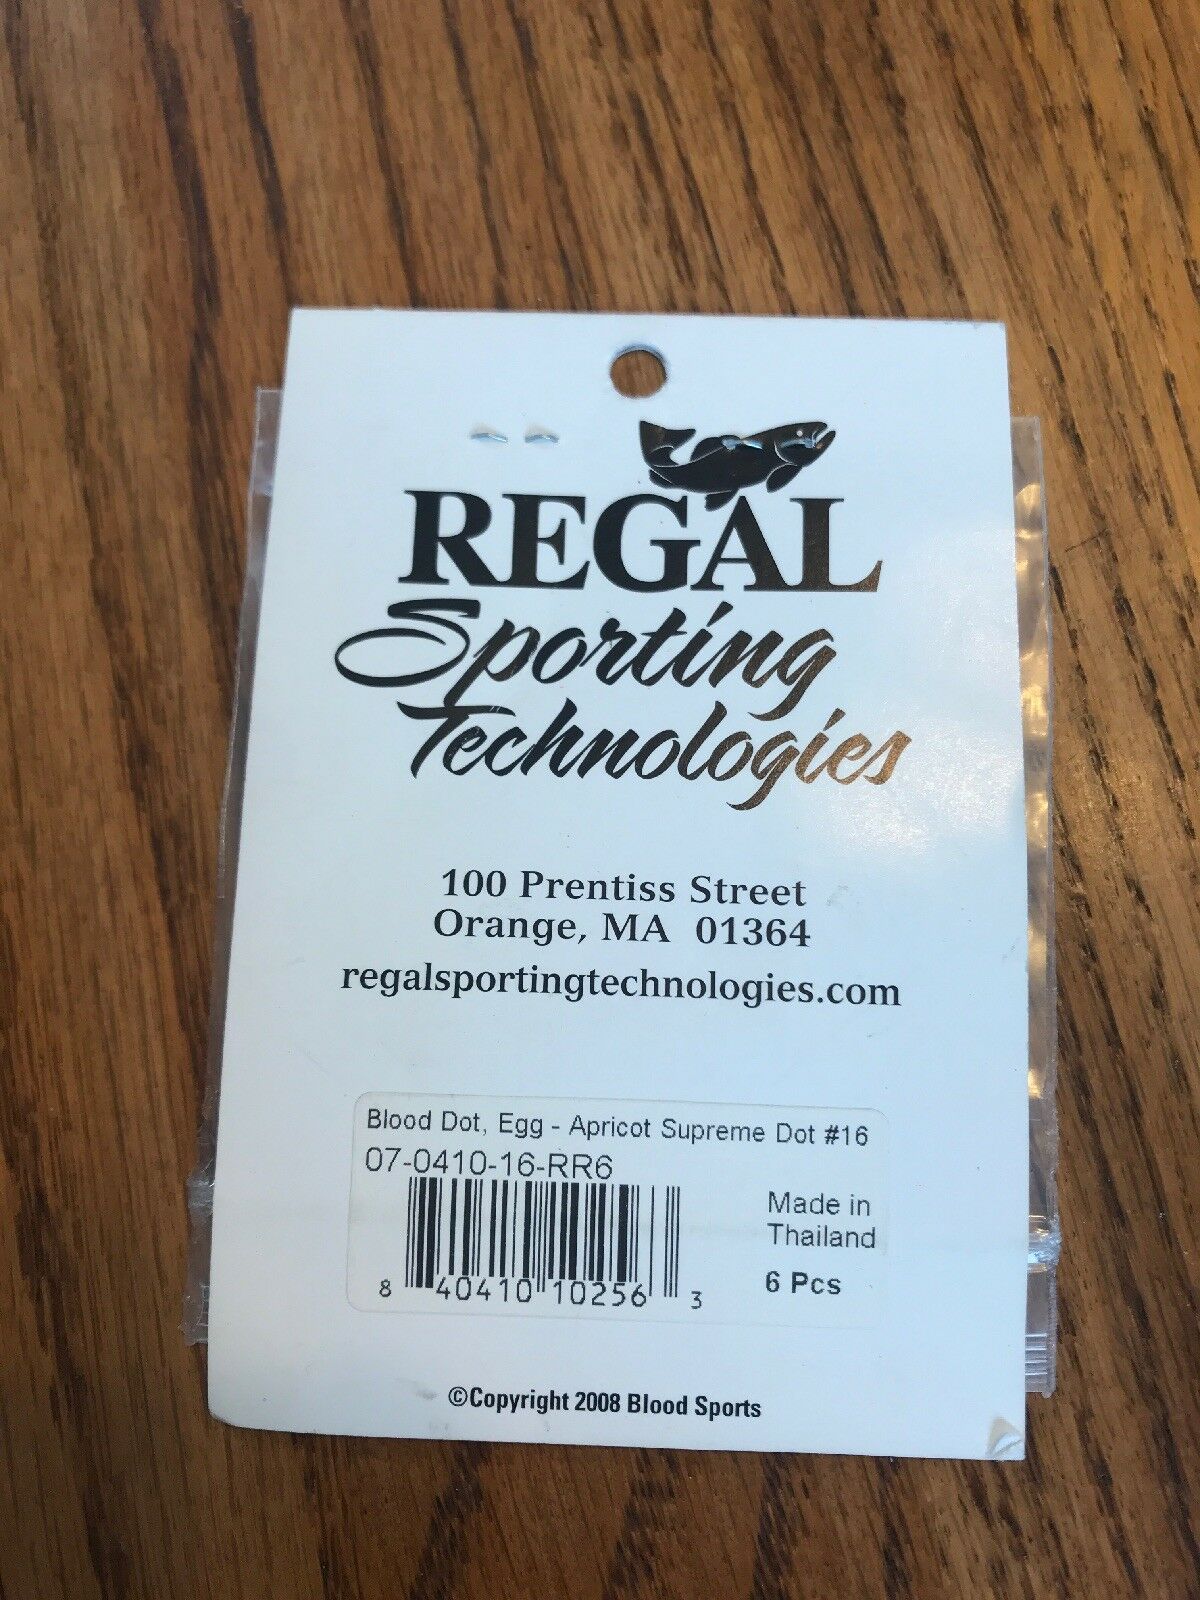 REGAL
Sporting
Technologies
100 Prentiss Street
Orange, MA 01364
regalsportingtechnologies.com
Blood Dot, Egg - Apricot Supreme Dot #16
07-0410-16-RR6
Made in
Thailand
6 Pcs
8 40410 10256 3
©Copyright 2008 Blood Sports